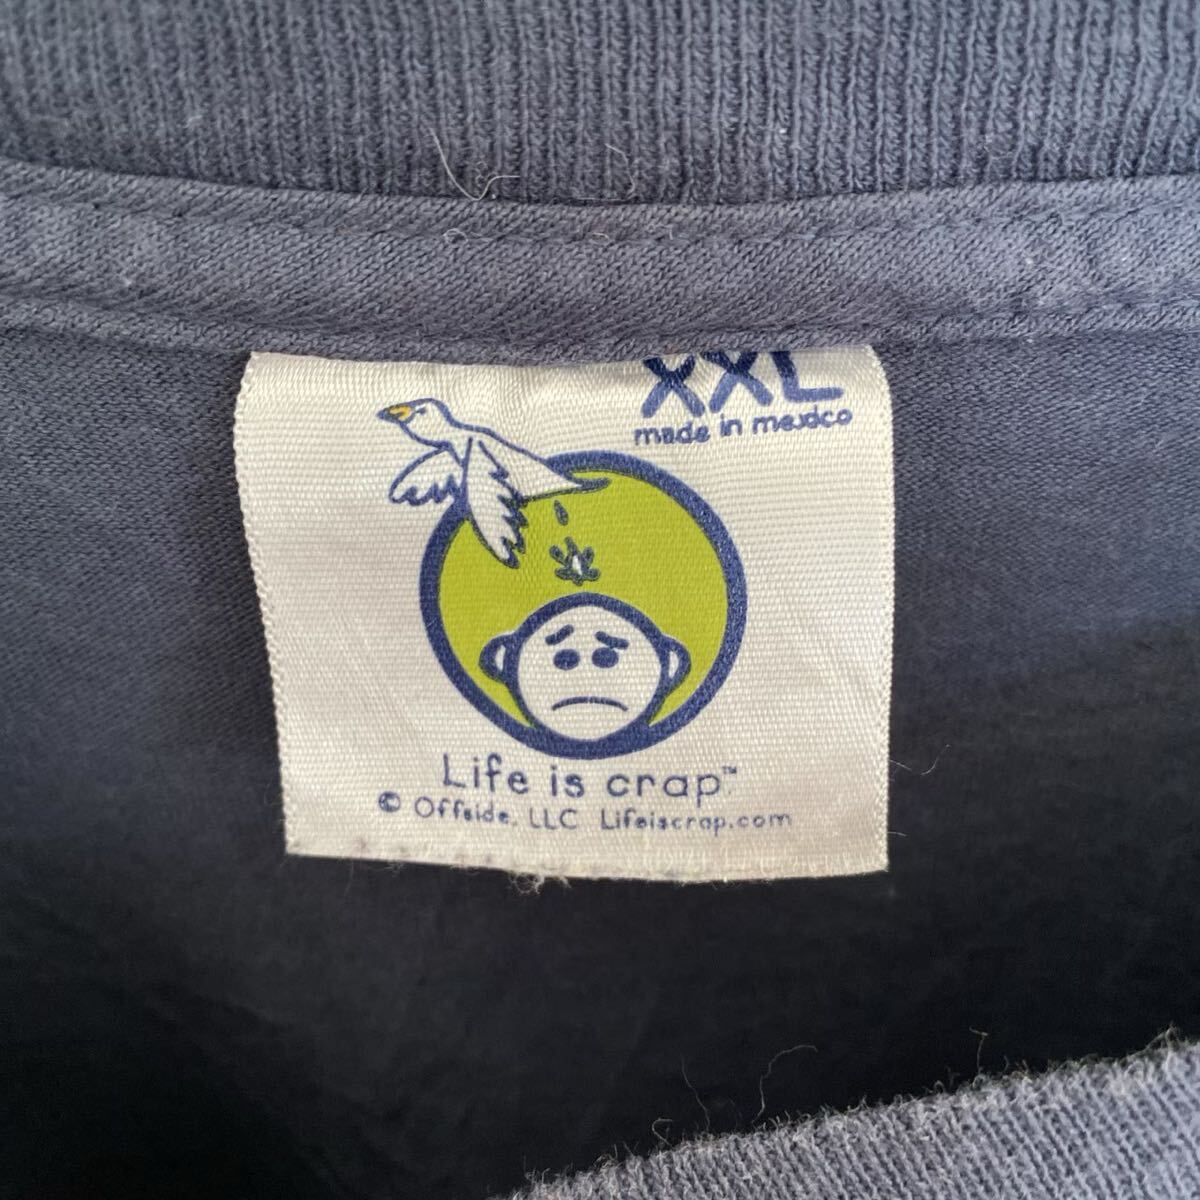 XXL
made in mexico
Life is crap™
© Offside, LLC Lifeiscrap.com